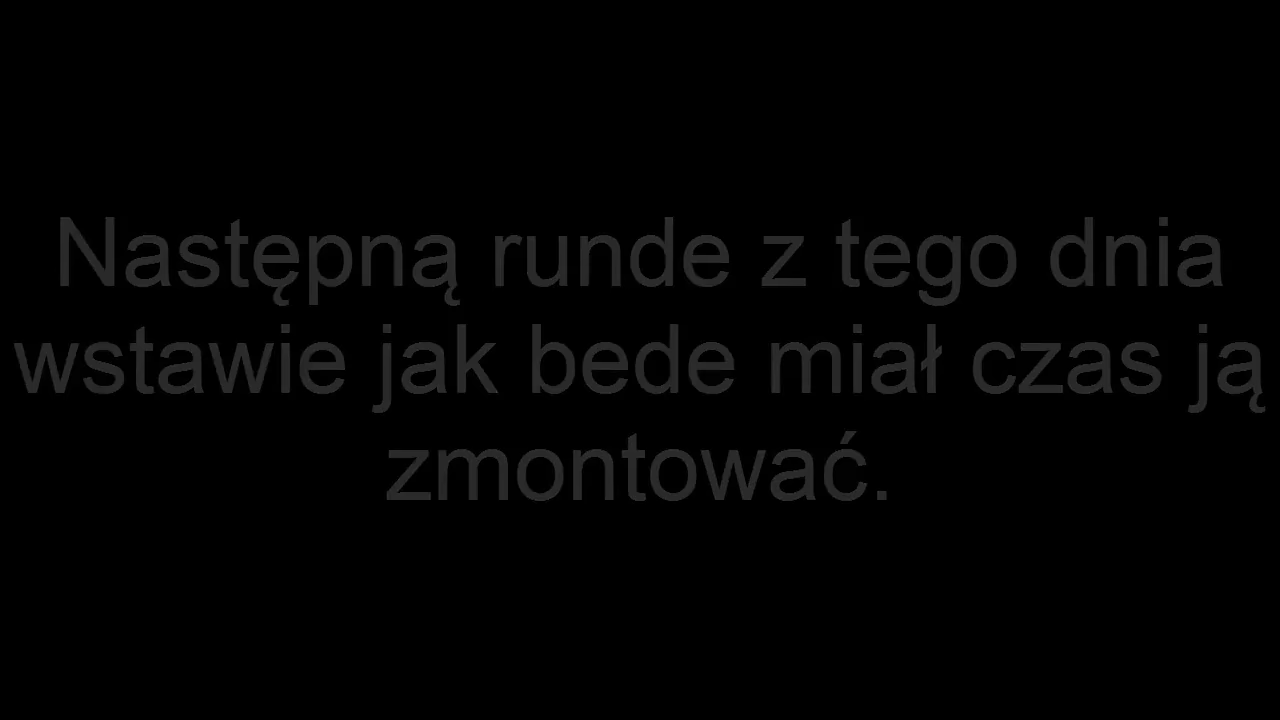 Następną runde z tego dnia
wstawie jak bede miał czas ją
zmontować.